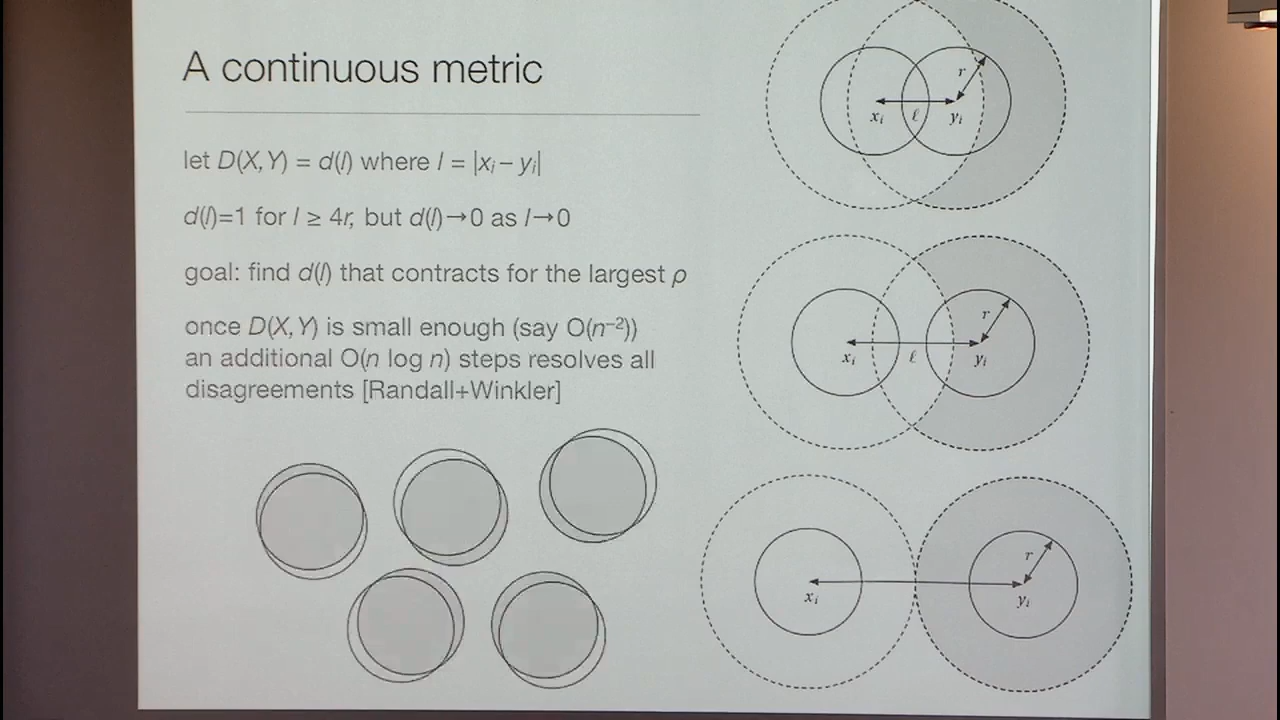 A continuous metric
let D(X, Y) = d(l) where l = |xᵢ – yᵢ|
d(l)=1 for l ≥ 4r, but d(l)→0 as l→0
goal: find d(l) that contracts for the largest ρ
once D(X, Y) is small enough (say O(n⁻²))
an additional O(n log n) steps resolves all
disagreements [Randall+Winkler]
r
xᵢ ℓ yᵢ
r
xᵢ ℓ yᵢ
r
xᵢ yᵢ